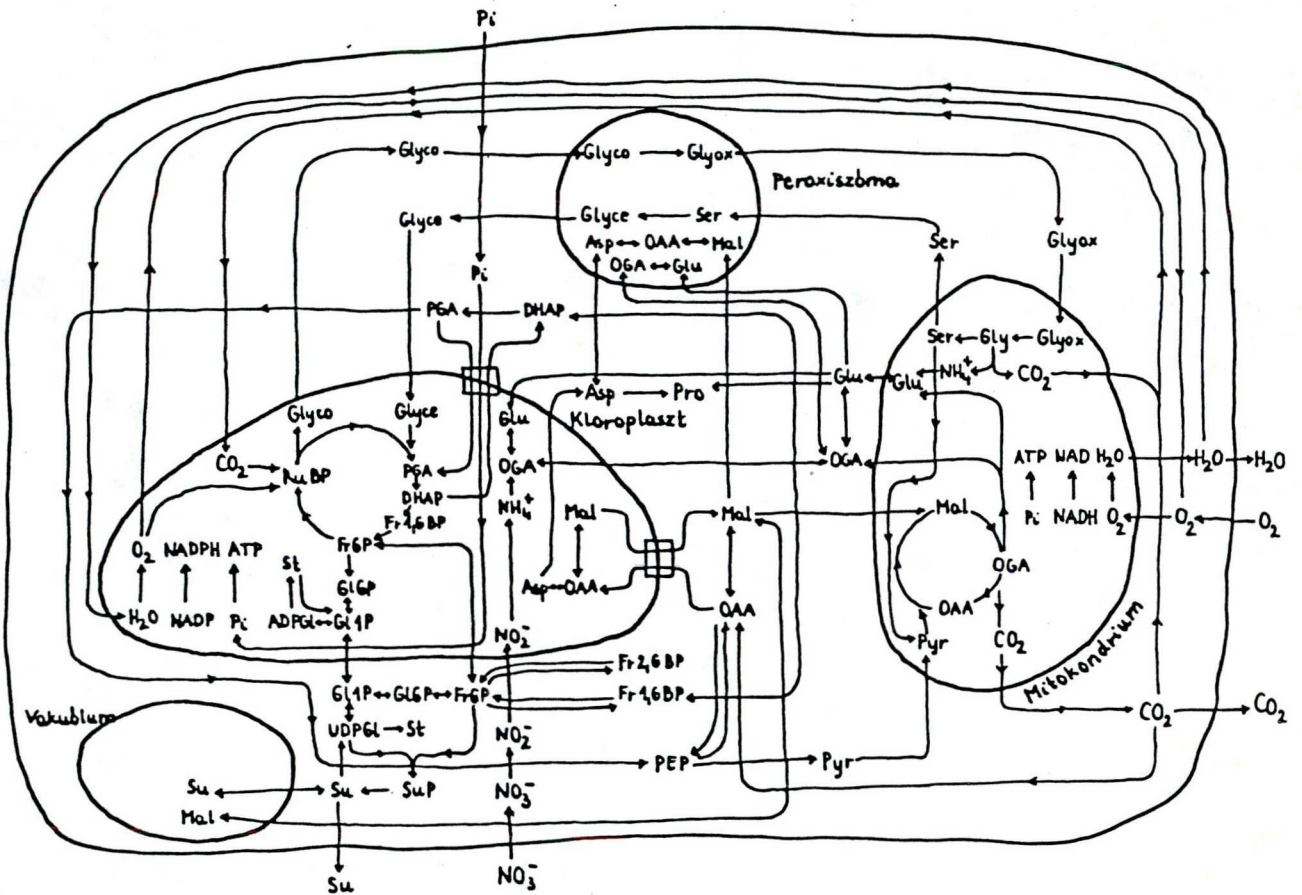 Pi
Glyco
Glyco
Glyox
Peroxiszóma
Glyce
Glyce
Ser
Ser
Glyox
Asp OAA Mal
OGA Glu
Pi
PGA
DHAP
Ser Gly Glyox
Glu NH4+ CO2
Glu
Asp Pro
Kloroplaszt
Glyco
Glyce
Glu
CO2
RuBP
PGA
OGA
OGA
ATP NAD H2O
H2O
H2O
DHAP
Fr1,6BP
NH4+
Mal
Mal
Mal
Pi NADH O2
O2
O2
O2 NADPH ATP
Fr6P
St
Gl6P
OGA
Asp OAA
OAA
OAA
H2O NADP Pi
ADPGl Gl1P
NO2-
Pyr
CO2
Mitokondrium
Fr2,6BP
Gl1P Gl6P Fr6P
Fr1,6BP
CO2
CO2
Vakuólum
UDPGl St
NO2-
PEP
Pyr
Su
Su
SuP
NO3-
Mal
Su
NO3-